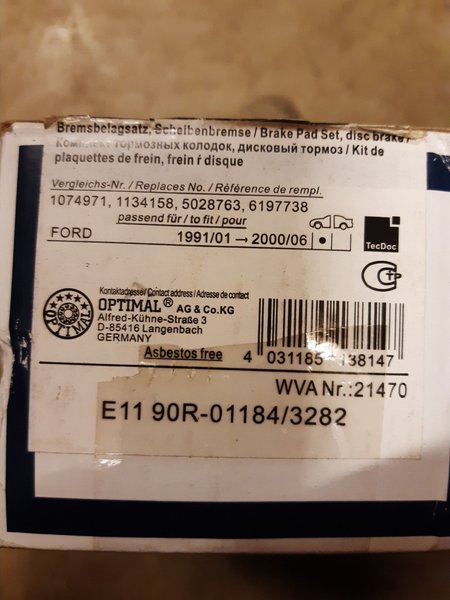 Bremsbelagsatz, Scheibenbremse / Brake Pad Set, disc brake /
Комплект тормозных колодок, дисковый тормоз / Kit de
plaquettes de frein, frein ŕ disque
Vergleichs-Nr. / Replaces No. / Référence de rempl.
1074971, 1134158, 5028763, 6197738
passend für / to fit / pour
FORD 1991/01 → 2000/06
TecDoc
Kontaktadresse/ Contact address / Adresse de contact
OPTIMAL
OPTIMAL ® AG & Co.KG
Alfred-Kühne-Straße 3
D-85416 Langenbach
GERMANY
Asbestos free
4 031185 138147
WVA Nr.:21470
E11 90R-01184/3282